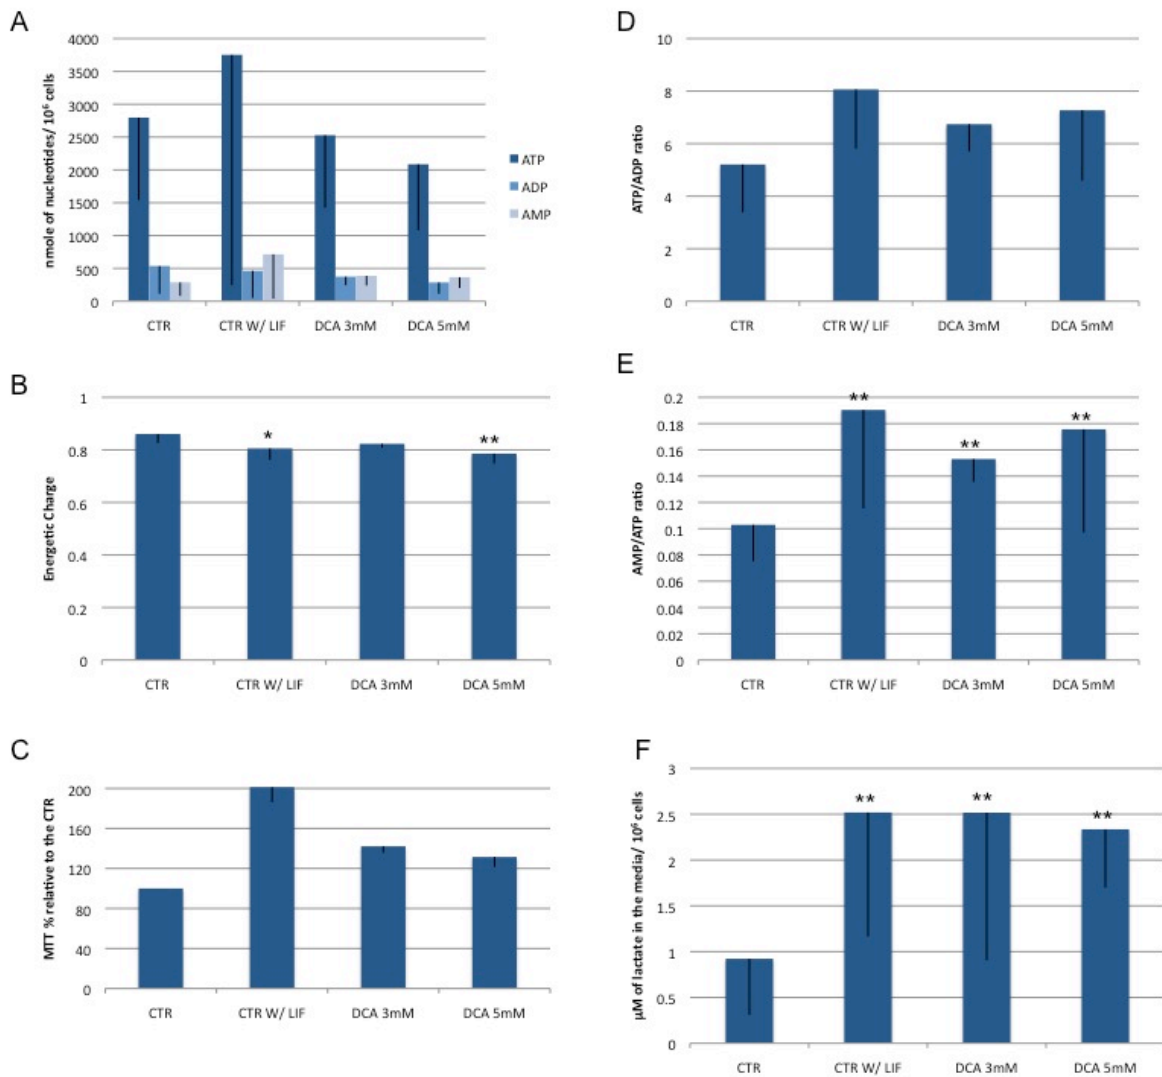 A
4000
3500
3000
2500
2000
1500
1000
500
0
nmole of nucleotides/ 10⁶ cells
CTR
CTR W/ LIF
DCA 3mM
DCA 5mM
ATP
ADP
AMP
B
1
0.8
0.6
0.4
0.2
0
Energetic Charge
*
**
CTR
CTR W/ LIF
DCA 3mM
DCA 5mM
C
200
160
120
80
40
0
MTT % relative to the CTR
CTR
CTR W/ LIF
DCA 3mM
DCA 5mM
D
10
8
6
4
2
0
ATP/ADP ratio
CTR
CTR W/ LIF
DCA 3mM
DCA 5mM
E
0.2
0.18
0.16
0.14
0.12
0.1
0.08
0.06
0.04
0.02
0
AMP/ATP ratio
**
**
**
CTR
CTR W/ LIF
DCA 3mM
DCA 5mM
F
3
2.5
2
1.5
1
0.5
0
µM of lactate in the media/ 10⁶ cells
**
**
**
CTR
CTR W/ LIF
DCA 3mM
DCA 5mM